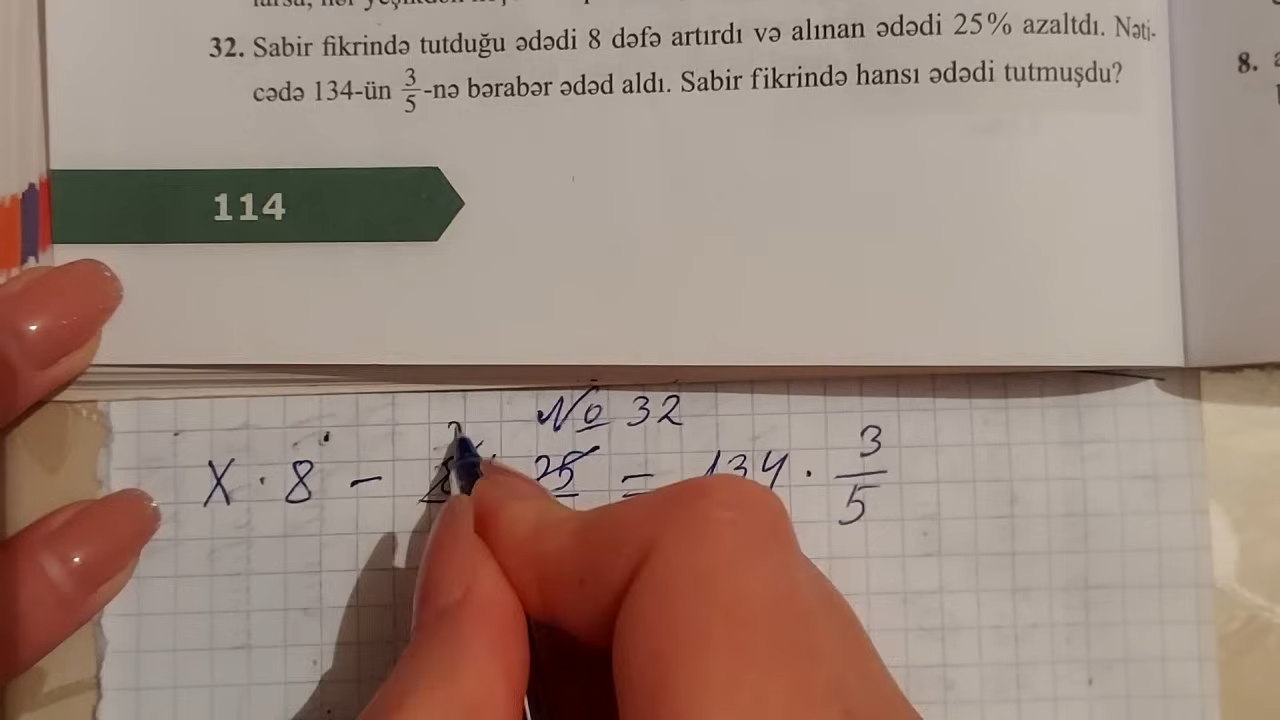 32. Sabir fikrində tutduğu ədədi 8 dəfə artırdı və alınan ədədi 25% azaltdı. Nəti-
cədə 134-ün 3/5-nə bərabər ədəd aldı. Sabir fikrində hansı ədədi tutmuşdu?
8.
114
№ 32
X · 8 - 25 = 134 · 3/5